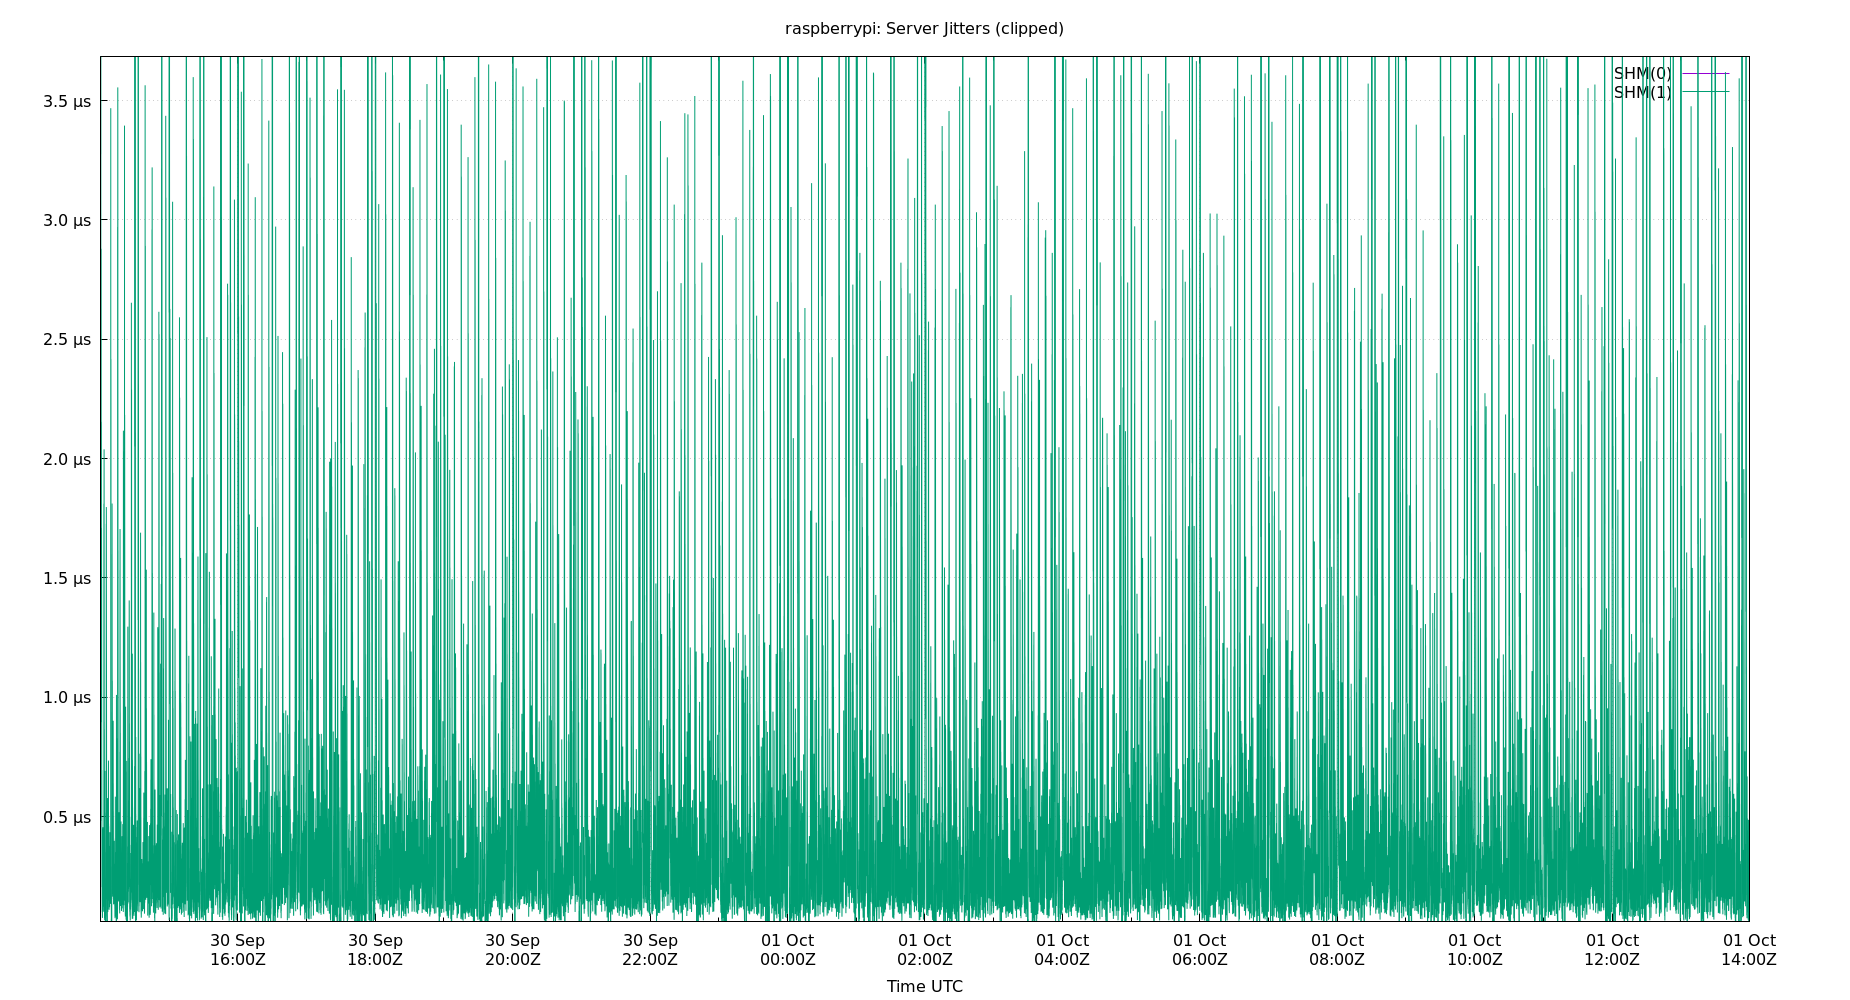 raspberrypi: Server Jitters (clipped)
SHM(0)
SHM(1)
3.5 μs
3.0 μs
2.5 μs
2.0 μs
1.5 μs
1.0 μs
0.5 μs
30 Sep 30 Sep 30 Sep 30 Sep 01 Oct 01 Oct 01 Oct 01 Oct 01 Oct 01 Oct 01 Oct 01 Oct
16:00Z 18:00Z 20:00Z 22:00Z 00:00Z 02:00Z 04:00Z 06:00Z 08:00Z 10:00Z 12:00Z 14:00Z
Time UTC